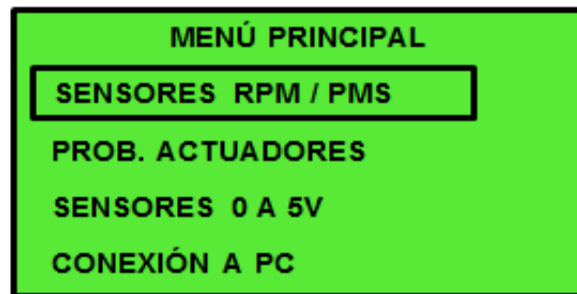 MENÚ PRINCIPAL
SENSORES RPM / PMS
PROB. ACTUADORES
SENSORES 0 A 5V
CONEXIÓN A PC